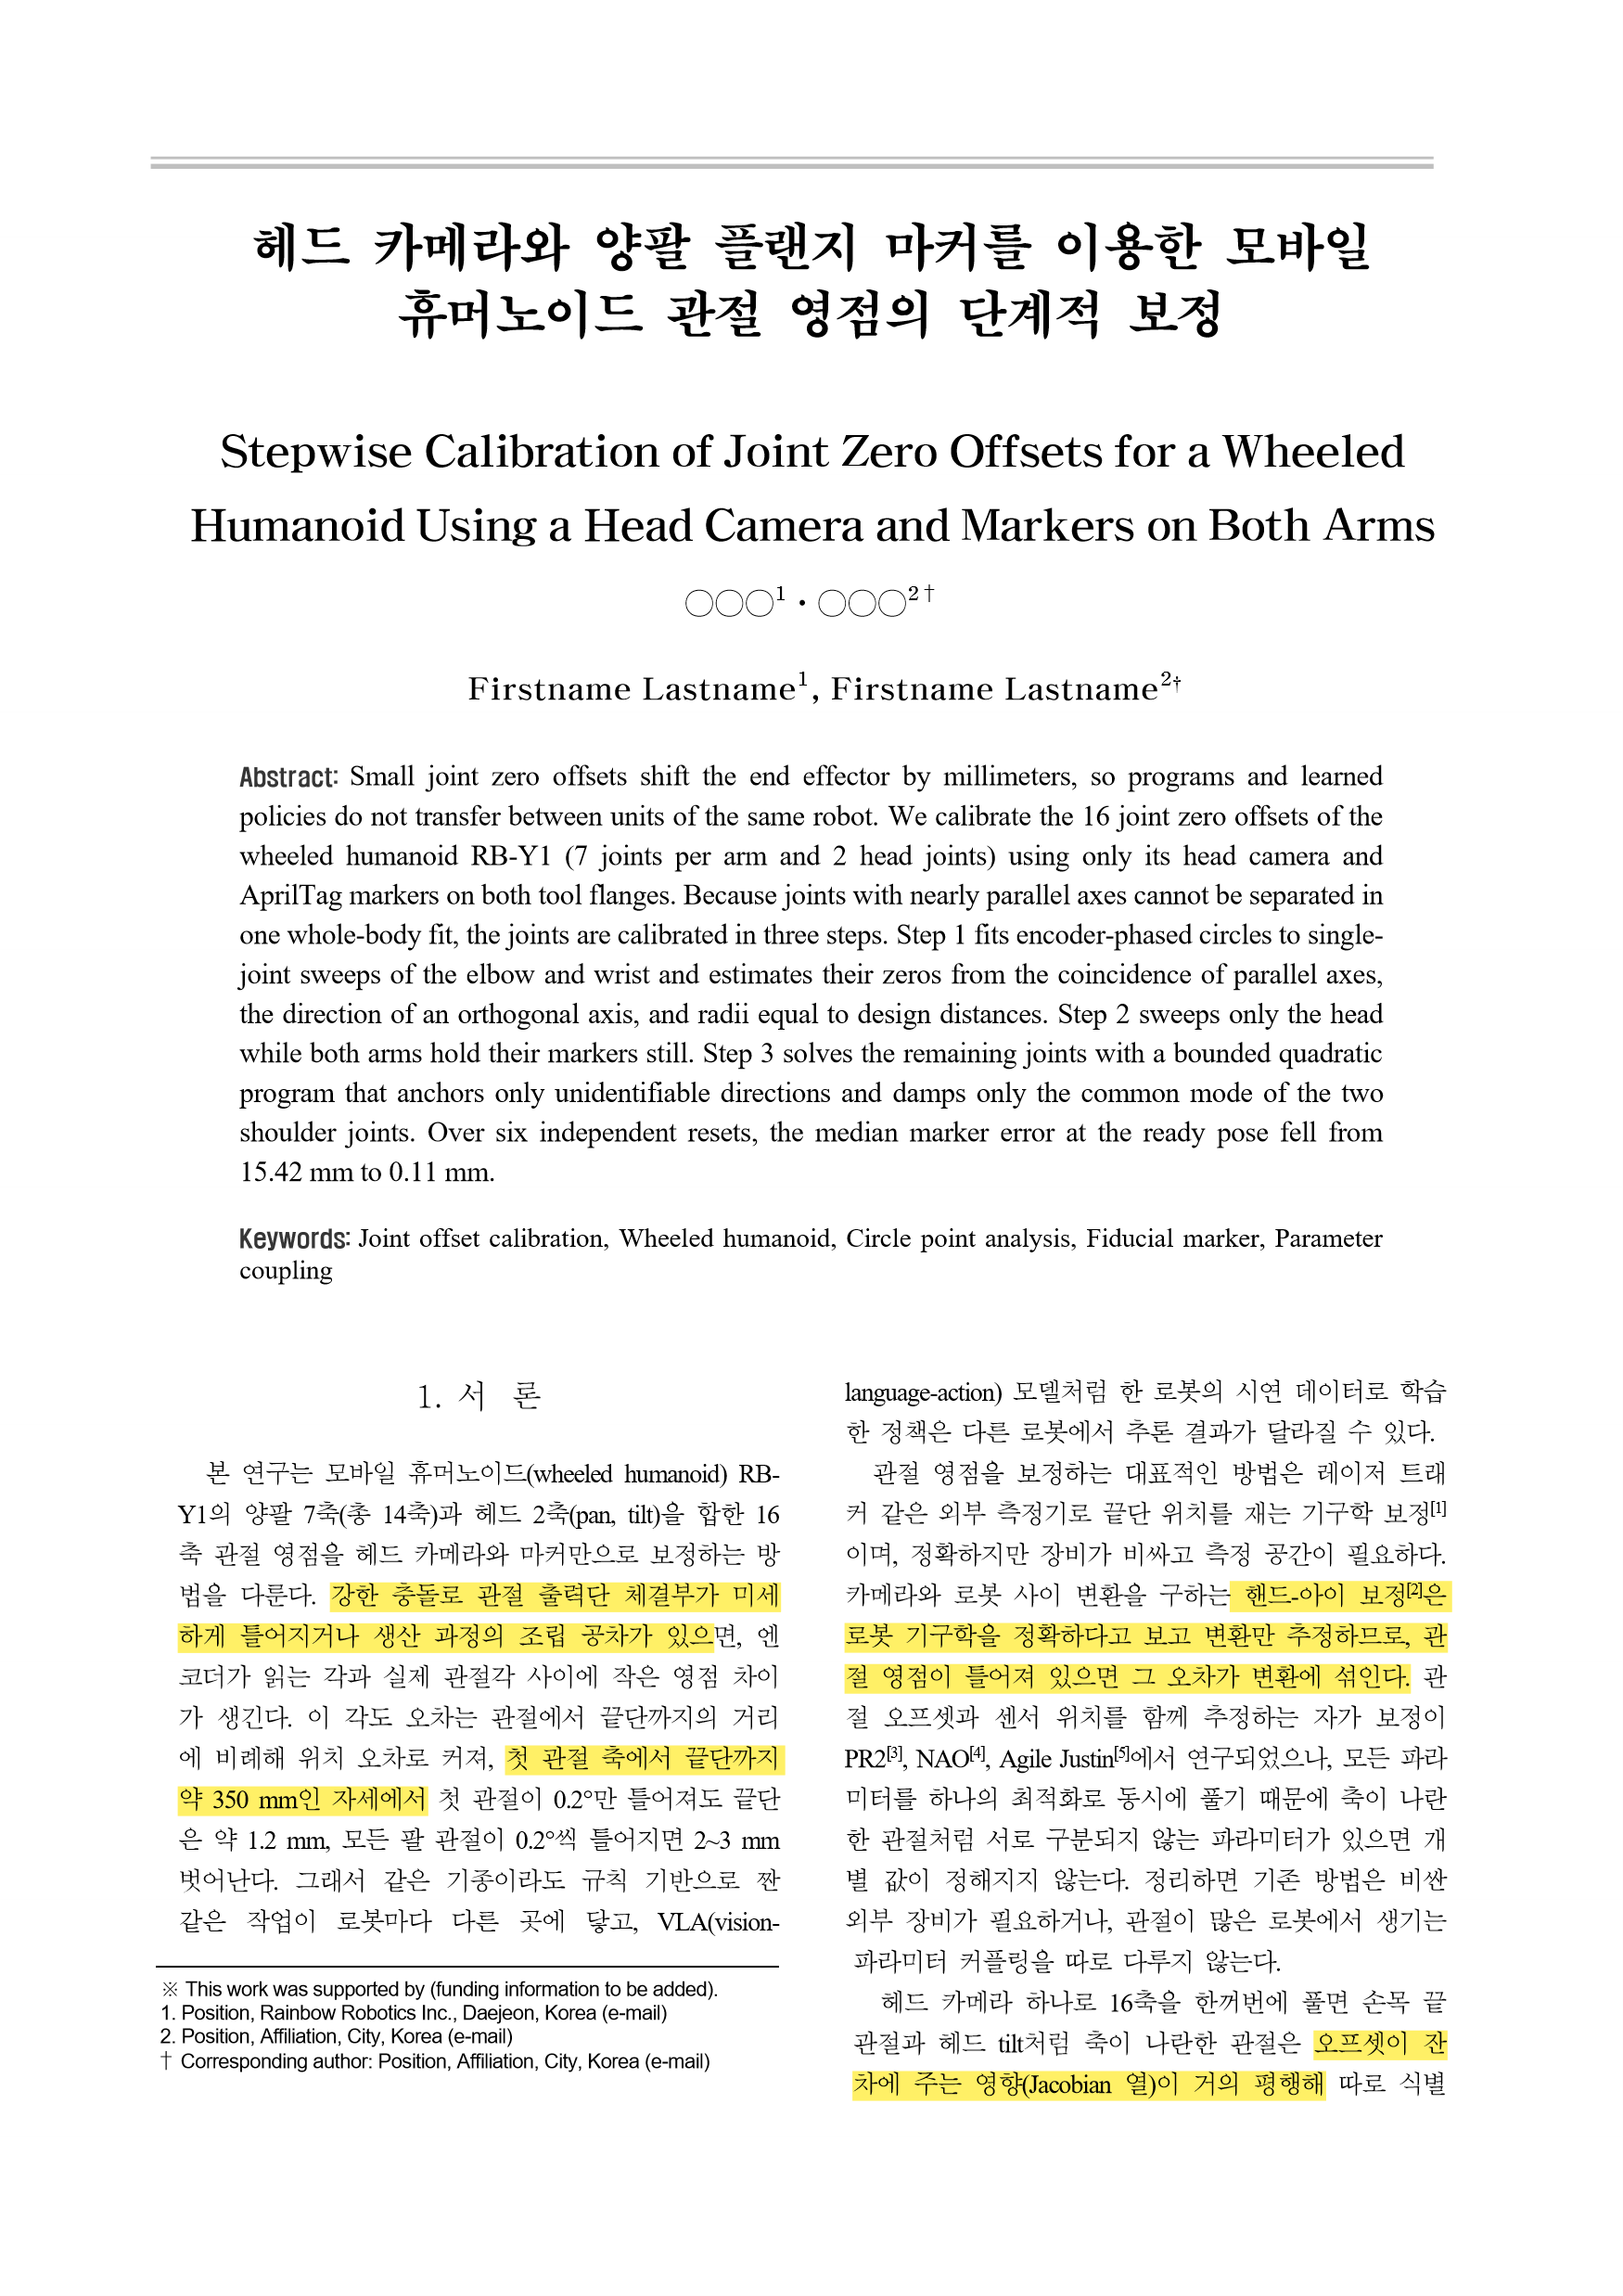 헤드 카메라와 양팔 플랜지 마커를 이용한 모바일
휴머노이드 관절 영점의 단계적 보정
Stepwise Calibration of Joint Zero Offsets for a Wheeled
Humanoid Using a Head Camera and Markers on Both Arms
○○○1・○○○2†
Firstname Lastname1, Firstname Lastname2†
Abstract: Small joint zero offsets shift the end effector by millimeters, so programs and learned
policies do not transfer between units of the same robot. We calibrate the 16 joint zero offsets of the
wheeled humanoid RB-Y1 (7 joints per arm and 2 head joints) using only its head camera and
AprilTag markers on both tool flanges. Because joints with nearly parallel axes cannot be separated in
one whole-body fit, the joints are calibrated in three steps. Step 1 fits encoder-phased circles to single-
joint sweeps of the elbow and wrist and estimates their zeros from the coincidence of parallel axes,
the direction of an orthogonal axis, and radii equal to design distances. Step 2 sweeps only the head
while both arms hold their markers still. Step 3 solves the remaining joints with a bounded quadratic
program that anchors only unidentifiable directions and damps only the common mode of the two
shoulder joints. Over six independent resets, the median marker error at the ready pose fell from
15.42 mm to 0.11 mm.
Keywords: Joint offset calibration, Wheeled humanoid, Circle point analysis, Fiducial marker, Parameter
coupling
1. 서 론
본 연구는 모바일 휴머노이드(wheeled humanoid) RB-
Y1의 양팔 7축(총 14축)과 헤드 2축(pan, tilt)을 합한 16
축 관절 영점을 헤드 카메라와 마커만으로 보정하는 방
법을 다룬다. 강한 충돌로 관절 출력단 체결부가 미세
하게 틀어지거나 생산 과정의 조립 공차가 있으면, 엔
코더가 읽는 각과 실제 관절각 사이에 작은 영점 차이
가 생긴다. 이 각도 오차는 관절에서 끝단까지의 거리
에 비례해 위치 오차로 커져, 첫 관절 축에서 끝단까지
약 350 mm인 자세에서 첫 관절이 0.2°만 틀어져도 끝단
은 약 1.2 mm, 모든 팔 관절이 0.2°씩 틀어지면 2~3 mm
벗어난다. 그래서 같은 기종이라도 규칙 기반으로 짠
같은 작업이 로봇마다 다른 곳에 닿고, VLA(vision-
※ This work was supported by (funding information to be added).
1. Position, Rainbow Robotics Inc., Daejeon, Korea (e-mail)
2. Position, Affiliation, City, Korea (e-mail)
† Corresponding author: Position, Affiliation, City, Korea (e-mail)
language-action) 모델처럼 한 로봇의 시연 데이터로 학습
한 정책은 다른 로봇에서 추론 결과가 달라질 수 있다.
관절 영점을 보정하는 대표적인 방법은 레이저 트래
커 같은 외부 측정기로 끝단 위치를 재는 기구학 보정[1]
이며, 정확하지만 장비가 비싸고 측정 공간이 필요하다.
카메라와 로봇 사이 변환을 구하는 핸드-아이 보정[2]은
로봇 기구학을 정확하다고 보고 변환만 추정하므로, 관
절 영점이 틀어져 있으면 그 오차가 변환에 섞인다. 관
절 오프셋과 센서 위치를 함께 추정하는 자가 보정이
PR2[3], NAO[4], Agile Justin[5]에서 연구되었으나, 모든 파라
미터를 하나의 최적화로 동시에 풀기 때문에 축이 나란
한 관절처럼 서로 구분되지 않는 파라미터가 있으면 개
별 값이 정해지지 않는다. 정리하면 기존 방법은 비싼
외부 장비가 필요하거나, 관절이 많은 로봇에서 생기는
파라미터 커플링을 따로 다루지 않는다.
헤드 카메라 하나로 16축을 한꺼번에 풀면 손목 끝
관절과 헤드 tilt처럼 축이 나란한 관절은 오프셋이 잔
차에 주는 영향(Jacobian 열)이 거의 평행해 따로 식별